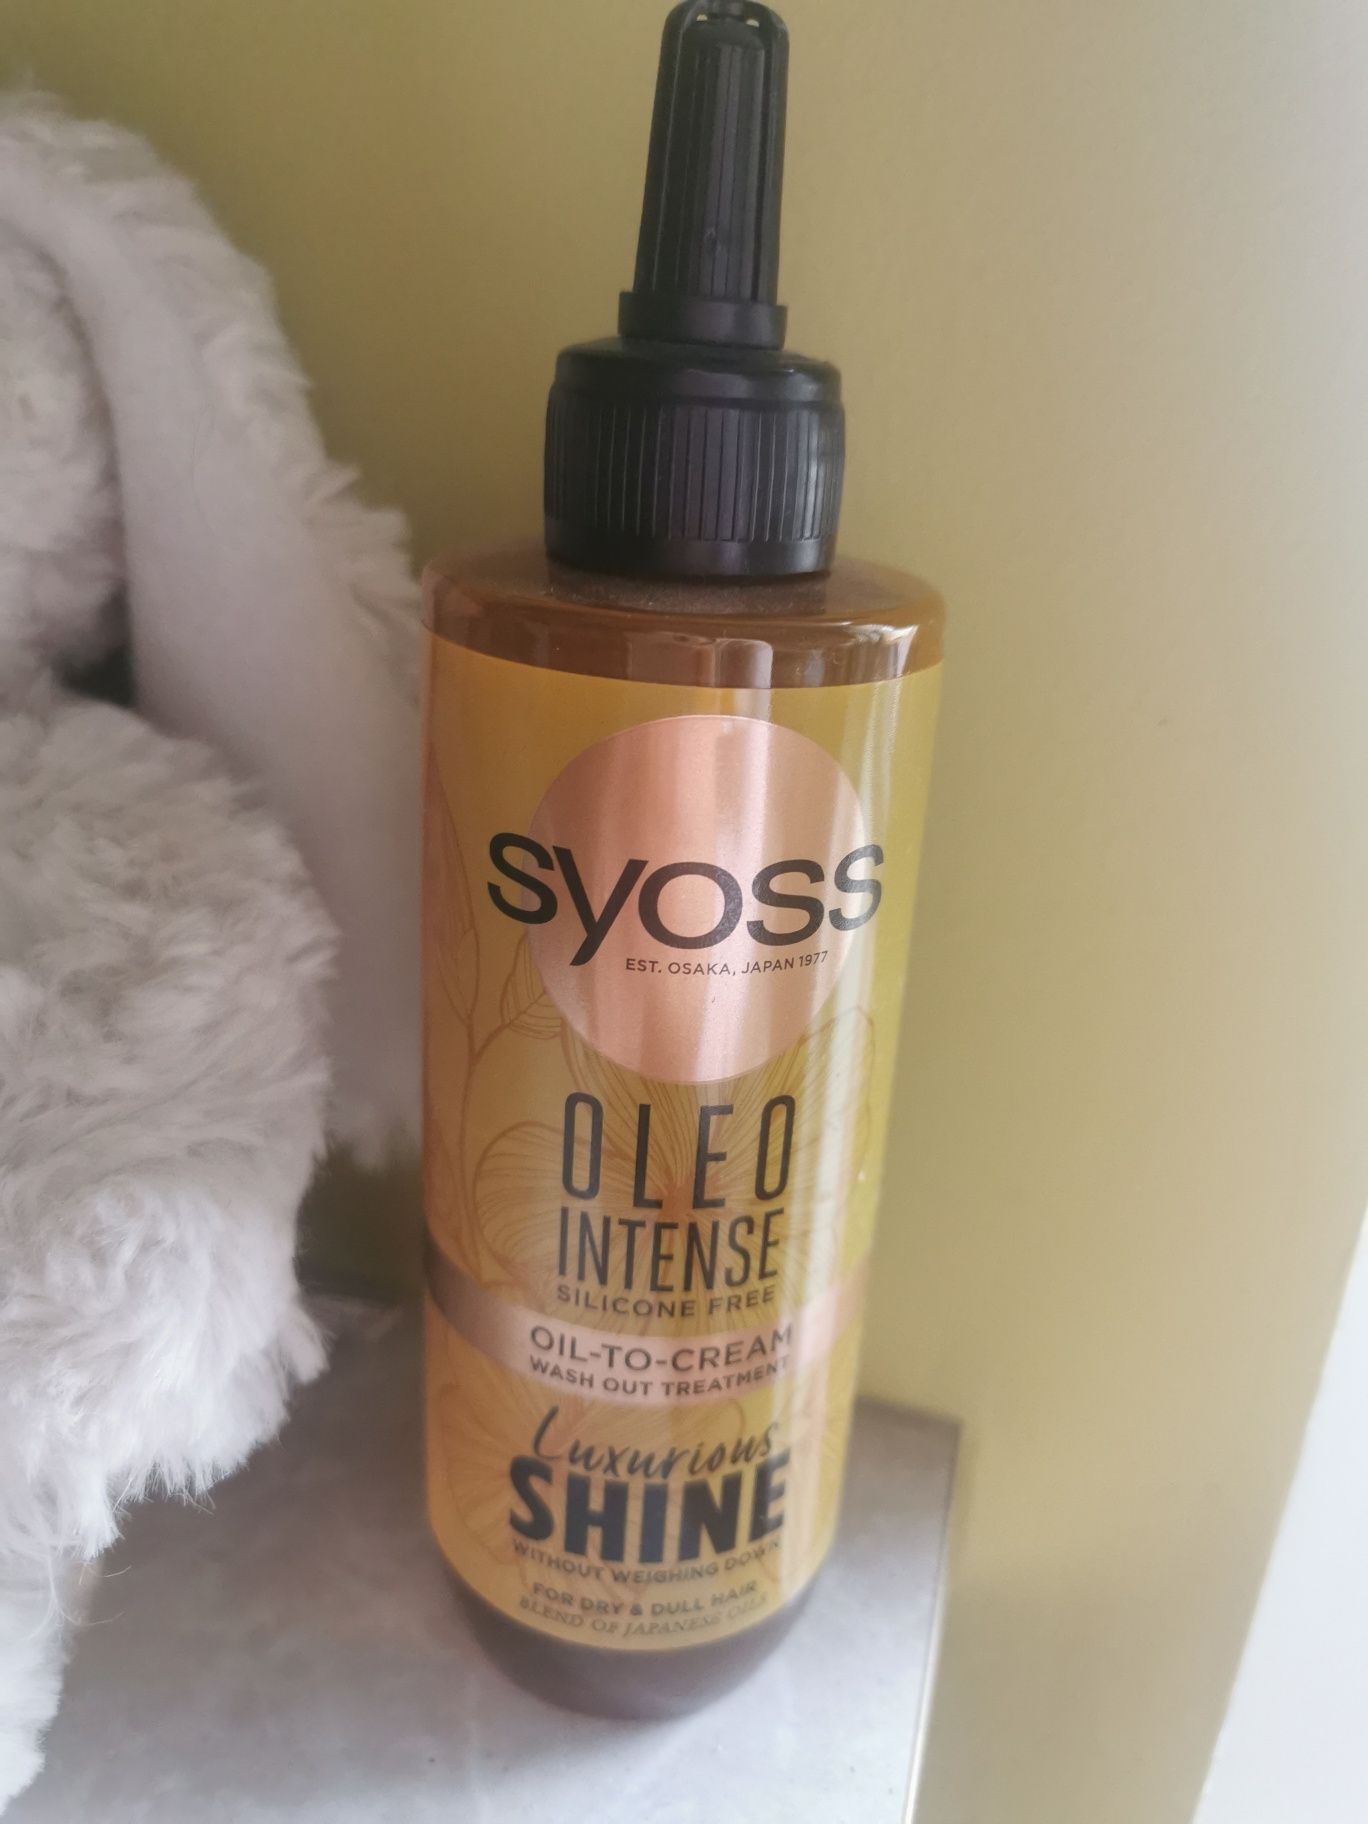 syoss
EST. OSAKA, JAPAN 1977
OLEO
INTENSE
SILICONE FREE
OIL-TO-CREAM
WASH OUT TREATMENT
Luxurious
SHINE
WITHOUT WEIGHING DOWN
FOR DRY & DULL HAIR
BLEND OF JAPANESE OILS